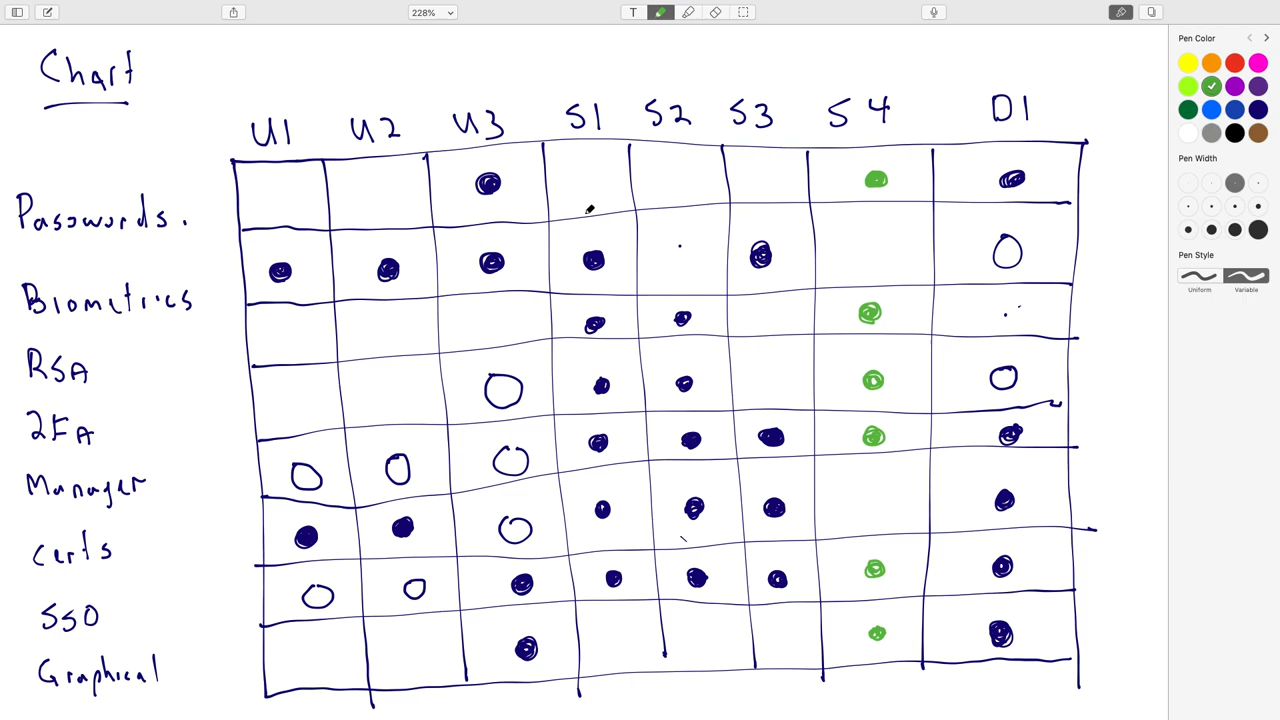 228%
T
Chart
U1 U2 U3 S1 S2 S3 S4 D1
Passwords.
Biometrics
RSA
2FA
Manager
Certs
SSO
Graphical
Pen Color
Pen Width
Pen Style
Uniform Variable